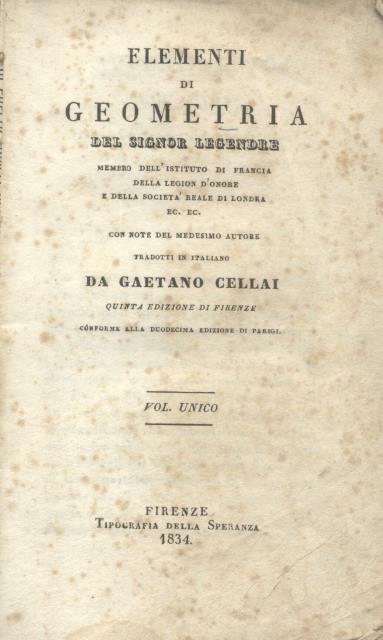 ELEMENTI
DI
GEOMETRIA
DEL SIGNOR LEGENDRE
MEMBRO DELL'ISTITUTO DI FRANCIA
DELLA LEGION D'ONORE
E DELLA SOCIETA' REALE DI LONDRA
EC. EC.
CON NOTE DEL MEDESIMO AUTORE
TRADOTTI IN ITALIANO
DA GAETANO CELLAI
QUINTA EDIZIONE DI FIRENZE
CONFORME ALLA DUODECIMA EDIZIONE DI PARIGI.
VOL. UNICO
FIRENZE
TIPOGRAFIA DELLA SPERANZA
1834.